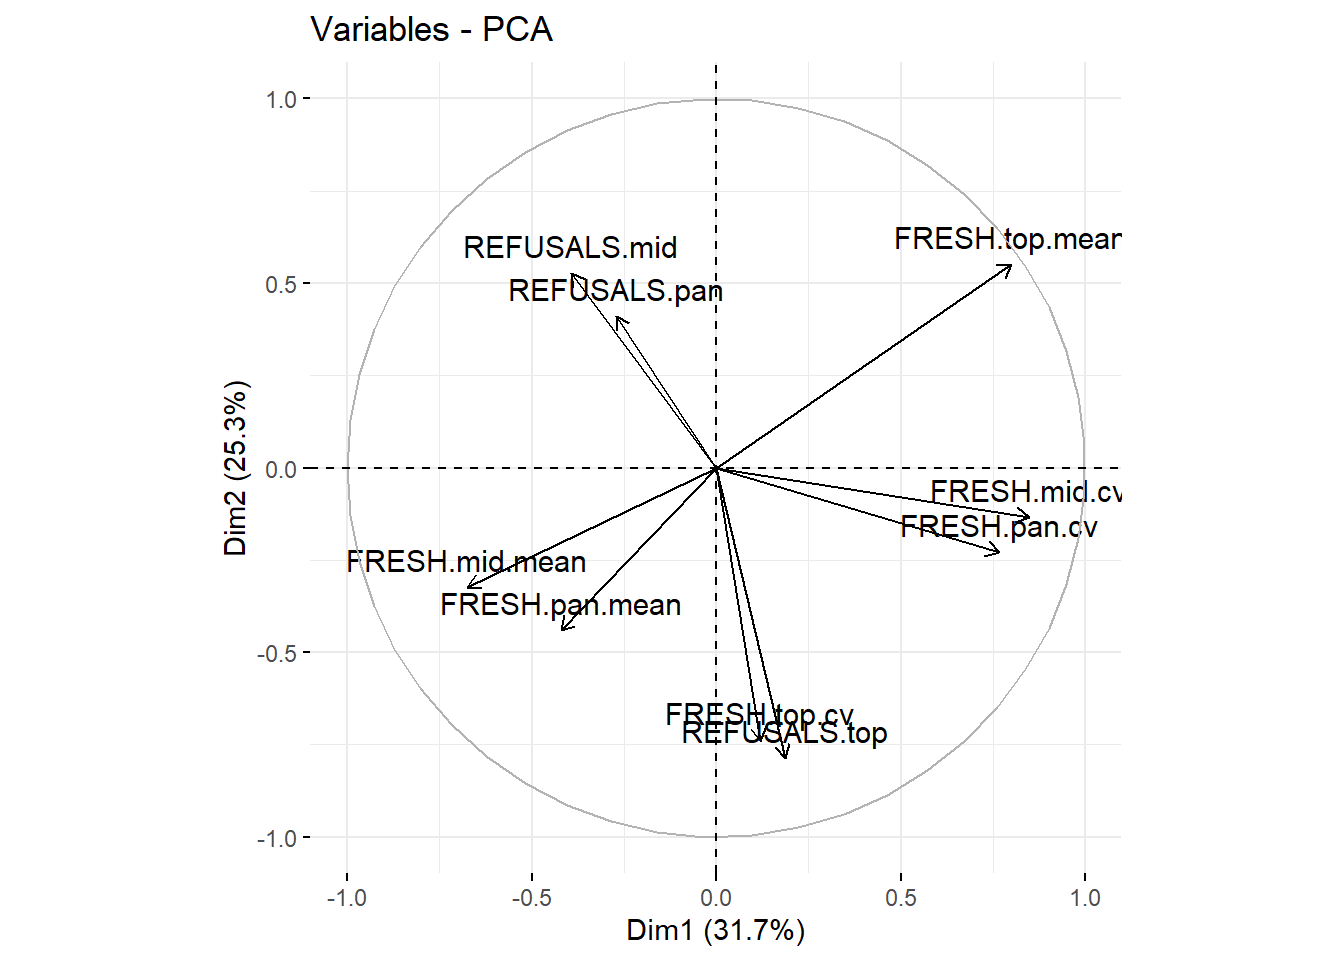 Variables - PCA
1.0
0.5
0.0
-0.5
-1.0
Dim2 (25.3%)
FRESH.top.mean
REFUSALS.mid
REFUSALS.pan
FRESH.mid.cv
FRESH.pan.cv
FRESH.mid.mean
FRESH.pan.mean
FRESH.top.cv
REFUSALS.top
-1.0
-0.5
0.0
0.5
1.0
Dim1 (31.7%)